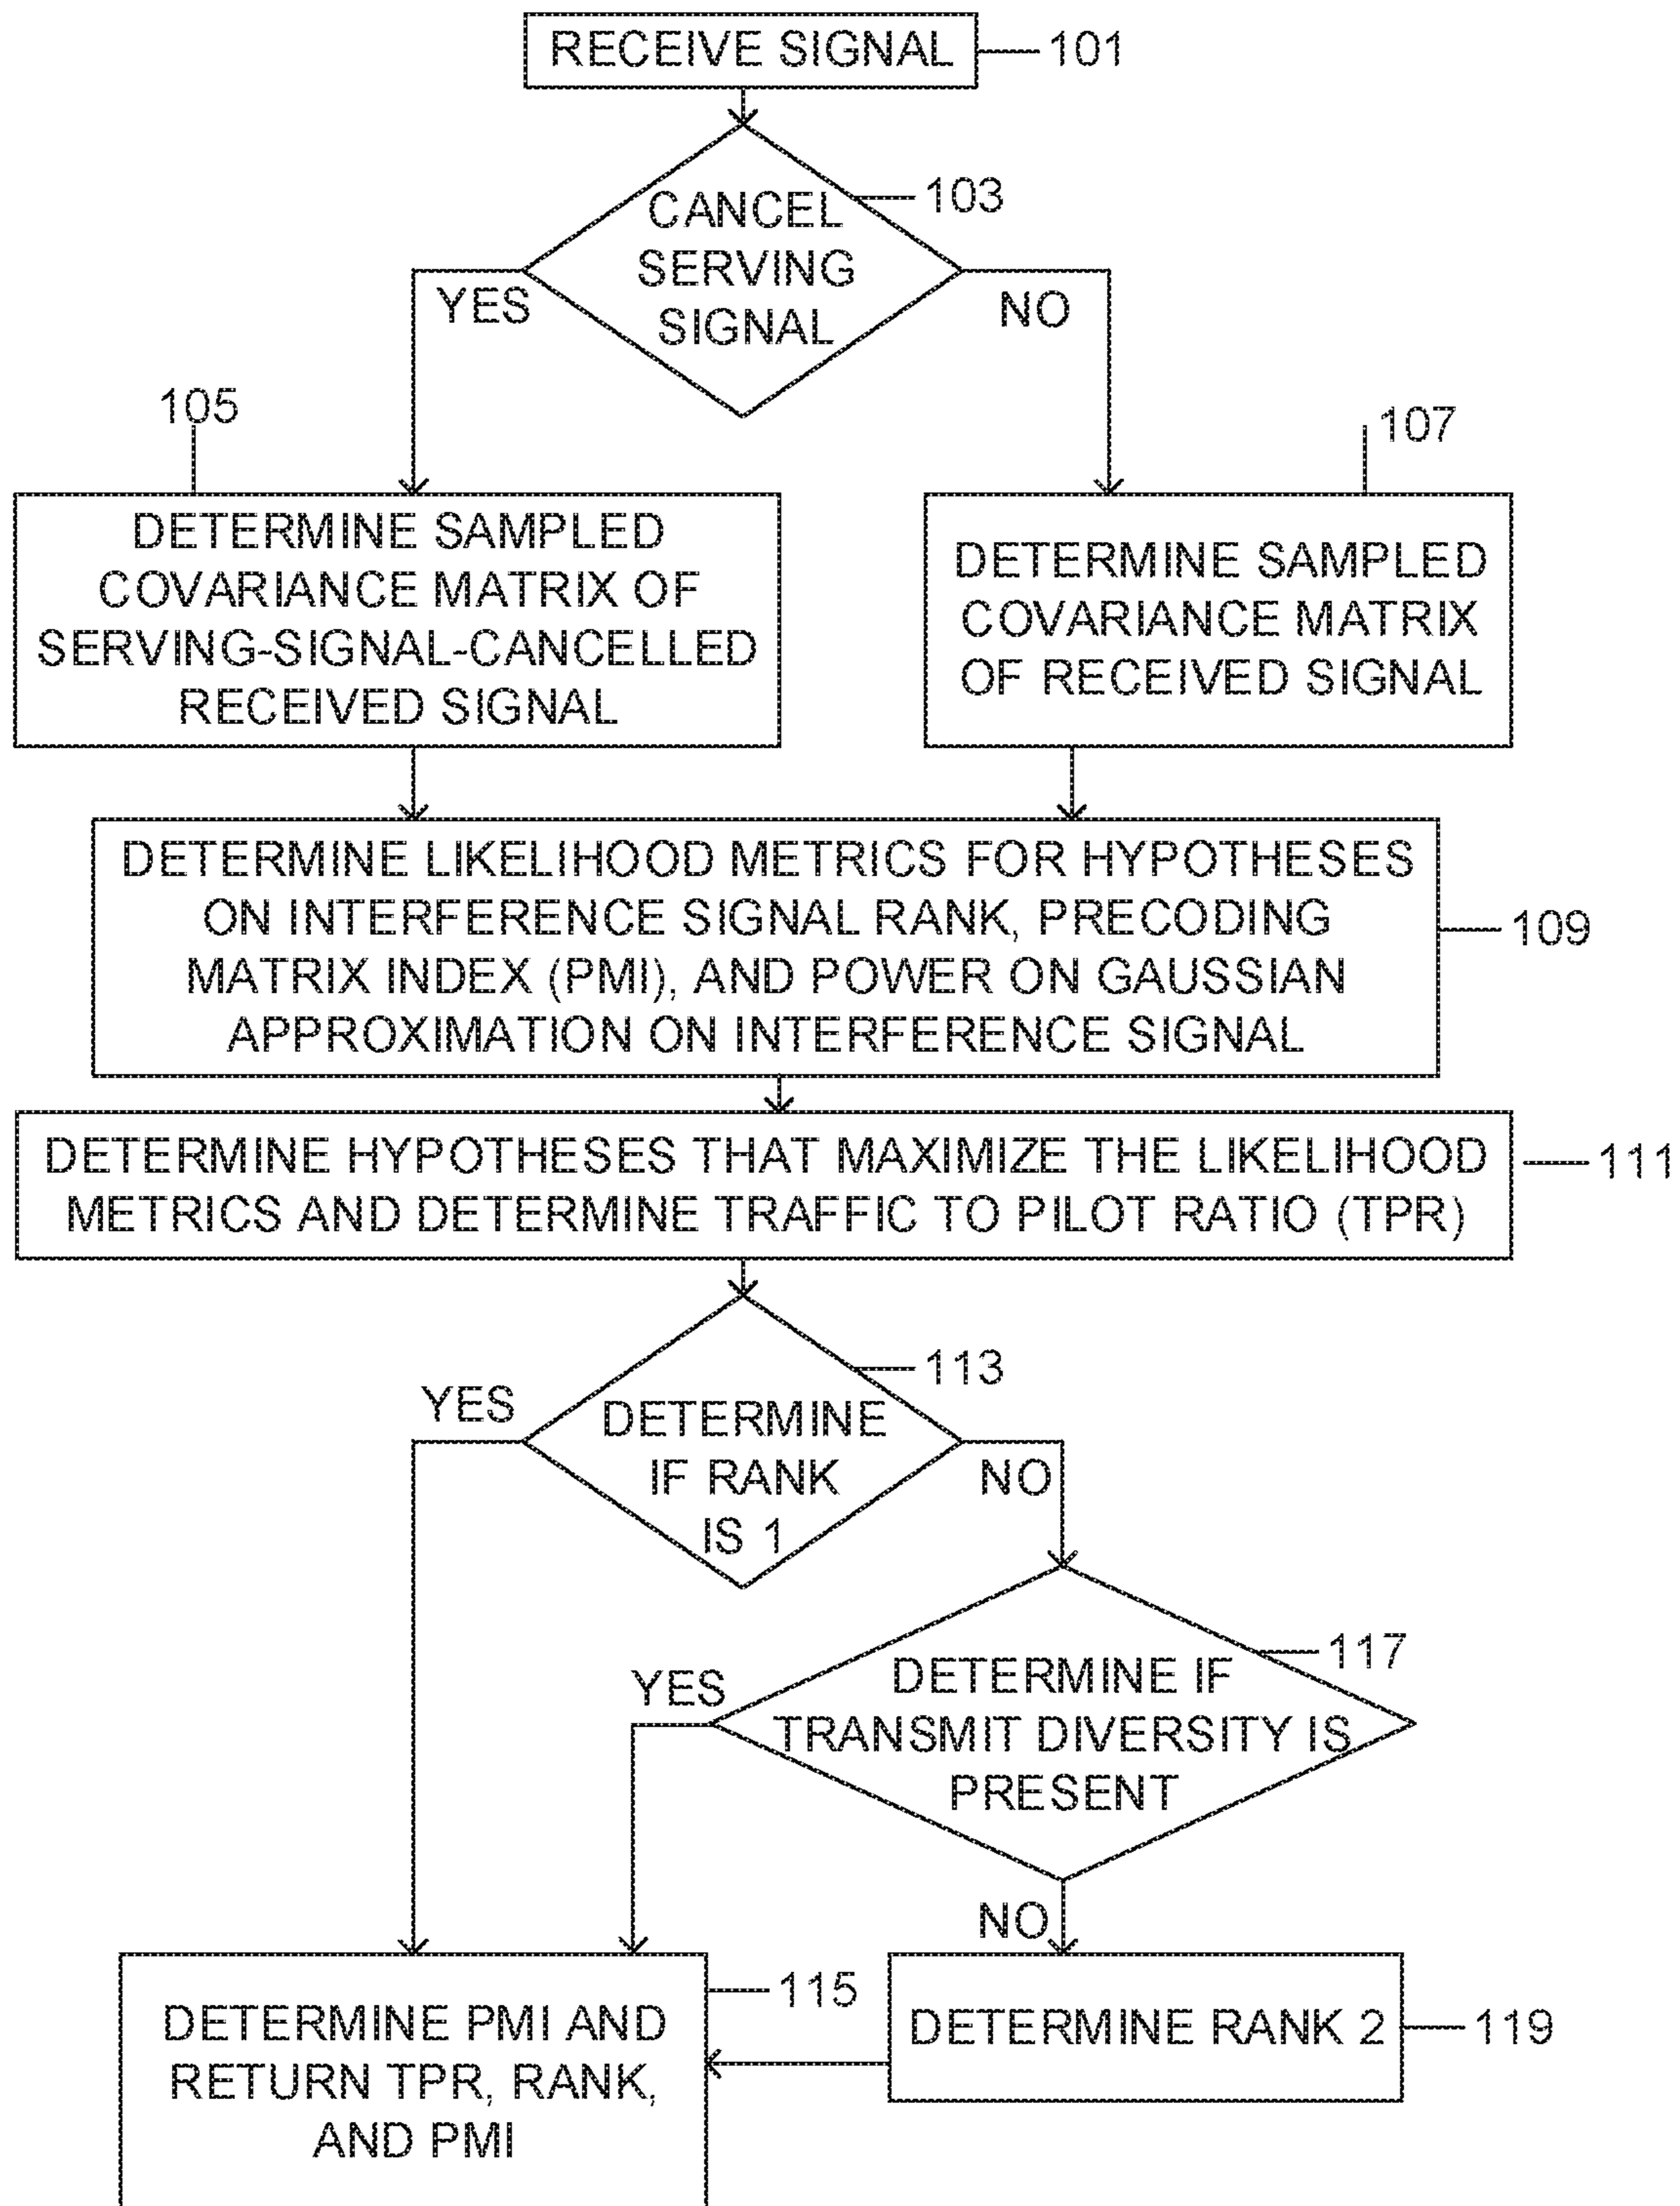 RECEIVE SIGNAL
101
CANCEL
SERVING
SIGNAL
103
YES
NO
105
107
DETERMINE SAMPLED
COVARIANCE MATRIX OF
SERVING-SIGNAL-CANCELLED
RECEIVED SIGNAL
DETERMINE SAMPLED
COVARIANCE MATRIX
OF RECEIVED SIGNAL
DETERMINE LIKELIHOOD METRICS FOR HYPOTHESES
ON INTERFERENCE SIGNAL RANK, PRECODING
MATRIX INDEX (PMI), AND POWER ON GAUSSIAN
APPROXIMATION ON INTERFERENCE SIGNAL
109
DETERMINE HYPOTHESES THAT MAXIMIZE THE LIKELIHOOD
METRICS AND DETERMINE TRAFFIC TO PILOT RATIO (TPR)
111
113
YES
DETERMINE
IF RANK
IS 1
NO
117
YES
DETERMINE IF
TRANSMIT DIVERSITY IS
PRESENT
NO
115
DETERMINE PMI AND
RETURN TPR, RANK,
AND PMI
DETERMINE RANK 2
119